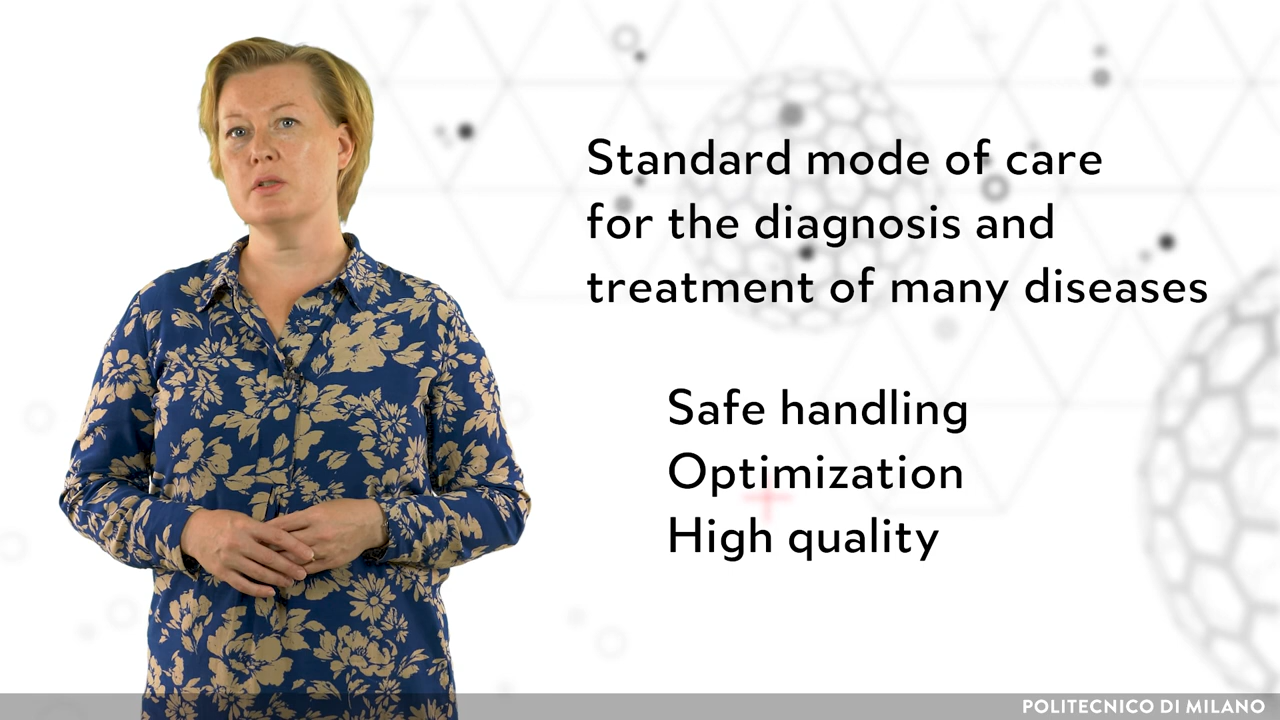 Standard mode of care
for the diagnosis and
treatment of many diseases
Safe handling
Optimization
High quality
POLITECNICO DI MILANO